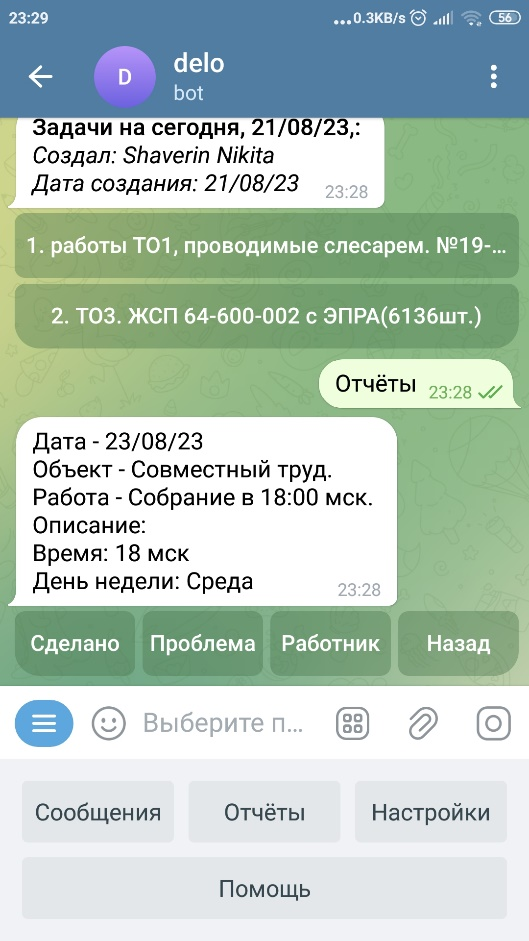 23:29
...0.3KB/s
56
D
delo
bot
Задачи на сегодня, 21/08/23,:
Создал: Shaverin Nikita
Дата создания: 21/08/23
23:28
1. работы ТО1, проводимые слесарем. №19-...
2. ТО3. ЖСП 64-600-002 с ЭПРА(6136шт.)
Отчёты
23:28
Дата - 23/08/23
Объект - Совместный труд.
Работа - Собрание в 18:00 мск.
Описание:
Время: 18 мск
День недели: Среда
23:28
Сделано Проблема Работник Назад
Выберите п...
Сообщения Отчёты Настройки
Помощь